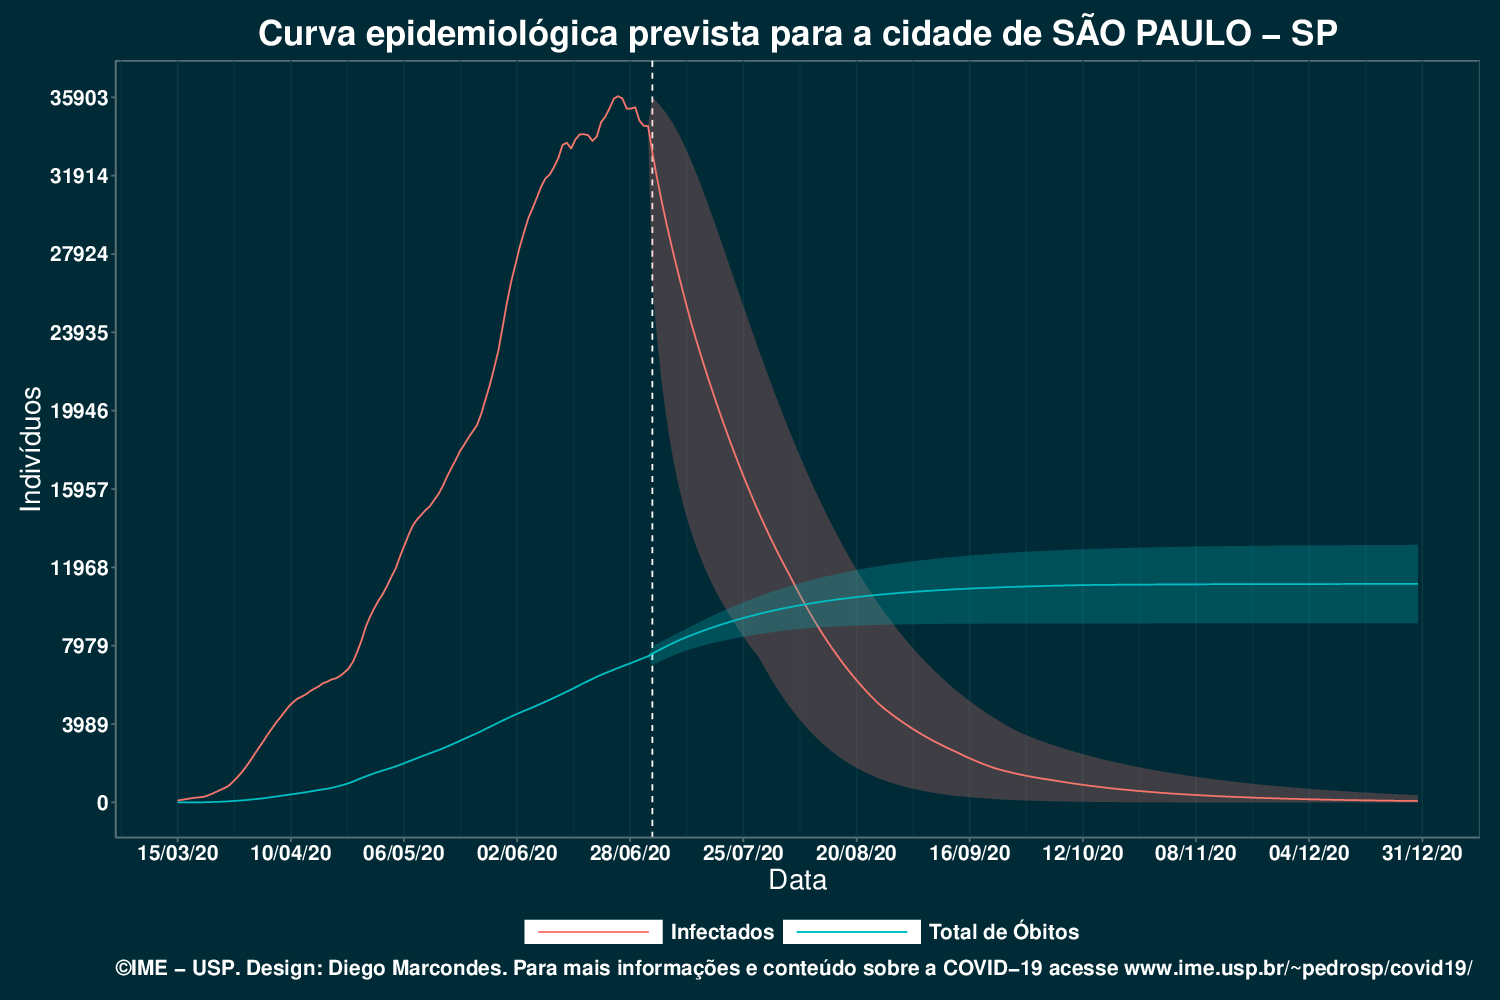 Curva epidemiológica prevista para a cidade de SÃO PAULO – SP
Indivíduos
35903
31914
27924
23935
19946
15957
11968
7979
3989
0
15/03/20 10/04/20 06/05/20 02/06/20 28/06/20 25/07/20 20/08/20 16/09/20 12/10/20 08/11/20 04/12/20 31/12/20
Data
Infectados Total de Óbitos
©IME – USP. Design: Diego Marcondes. Para mais informações e conteúdo sobre a COVID–19 acesse www.ime.usp.br/~pedrosp/covid19/